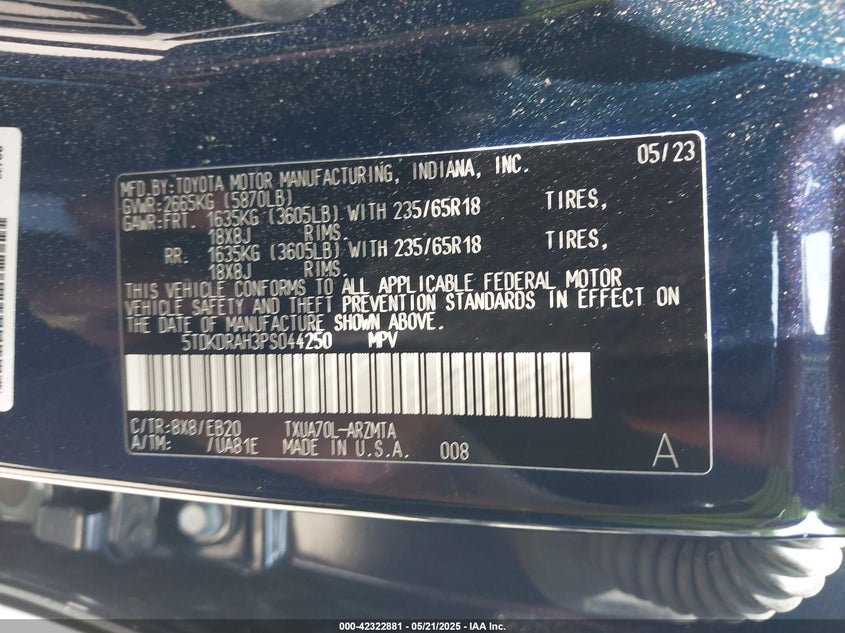 MFD.BY:TOYOTA MOTOR MANUFACTURING, INDIANA, INC. 05/23
GVWR:2665KG (5870LB)
GAWR:FRT. 1635KG (3605LB) WITH 235/65R18 TIRES,
18X8J RIMS.
RR. 1635KG (3605LB) WITH 235/65R18 TIRES,
18X8J RIMS.
THIS VEHICLE CONFORMS TO ALL APPLICABLE FEDERAL MOTOR
VEHICLE SAFETY AND THEFT PREVENTION STANDARDS IN EFFECT ON
THE DATE OF MANUFACTURE SHOWN ABOVE.
5TDKDRAH3PS044250 MPV
C/TR:8X8/EB20 TXUA70L-ARZMTA
A/TM: /UA81E MADE IN U.S.A. 008 A
000-42322881 - 05/21/2025 - IAA Inc.